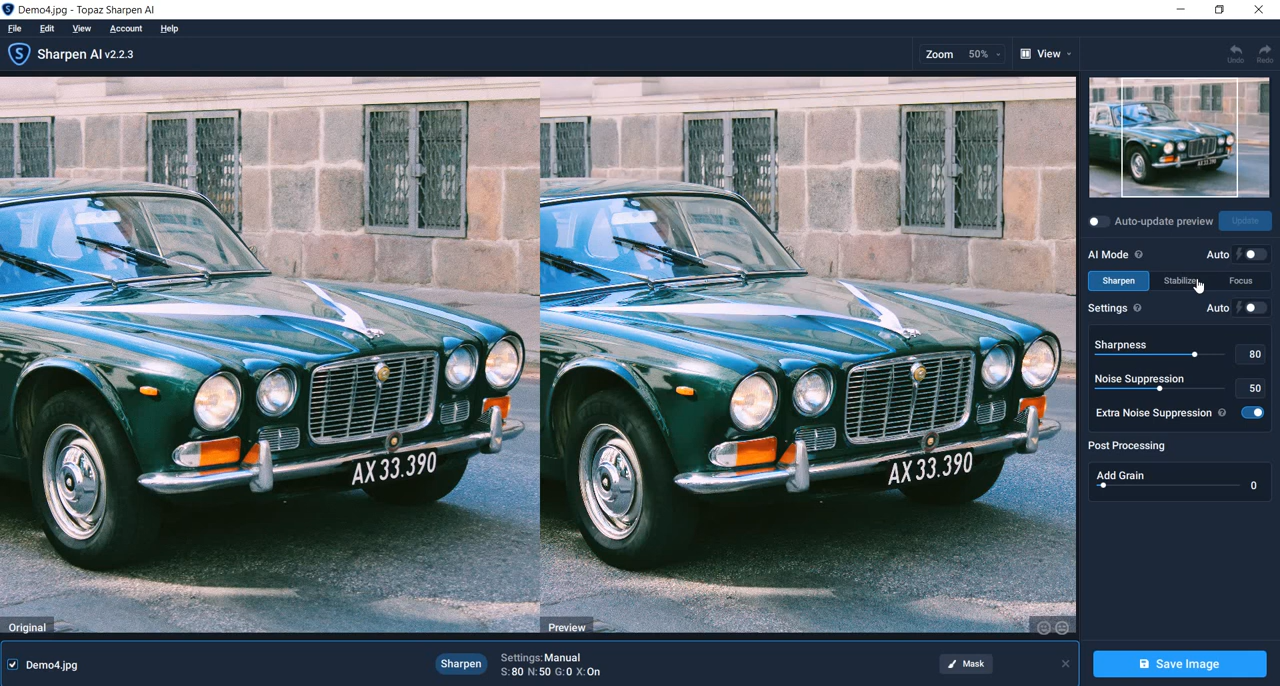 Demo4.jpg - Topaz Sharpen AI
File Edit View Account Help
Sharpen AI v2.2.3
Zoom 50% View
Undo Redo
Auto-update preview Update
AI Mode Auto
Sharpen Stabilize Focus
Settings Auto
Sharpness
80
Noise Suppression
50
Extra Noise Suppression
Post Processing
Add Grain
0
AX 33.390
AX 33.390
AX 33.390
Original
Preview
Demo4.jpg
Sharpen
Settings: Manual
S:80 N:50 G:0 X:On
Mask
Save Image